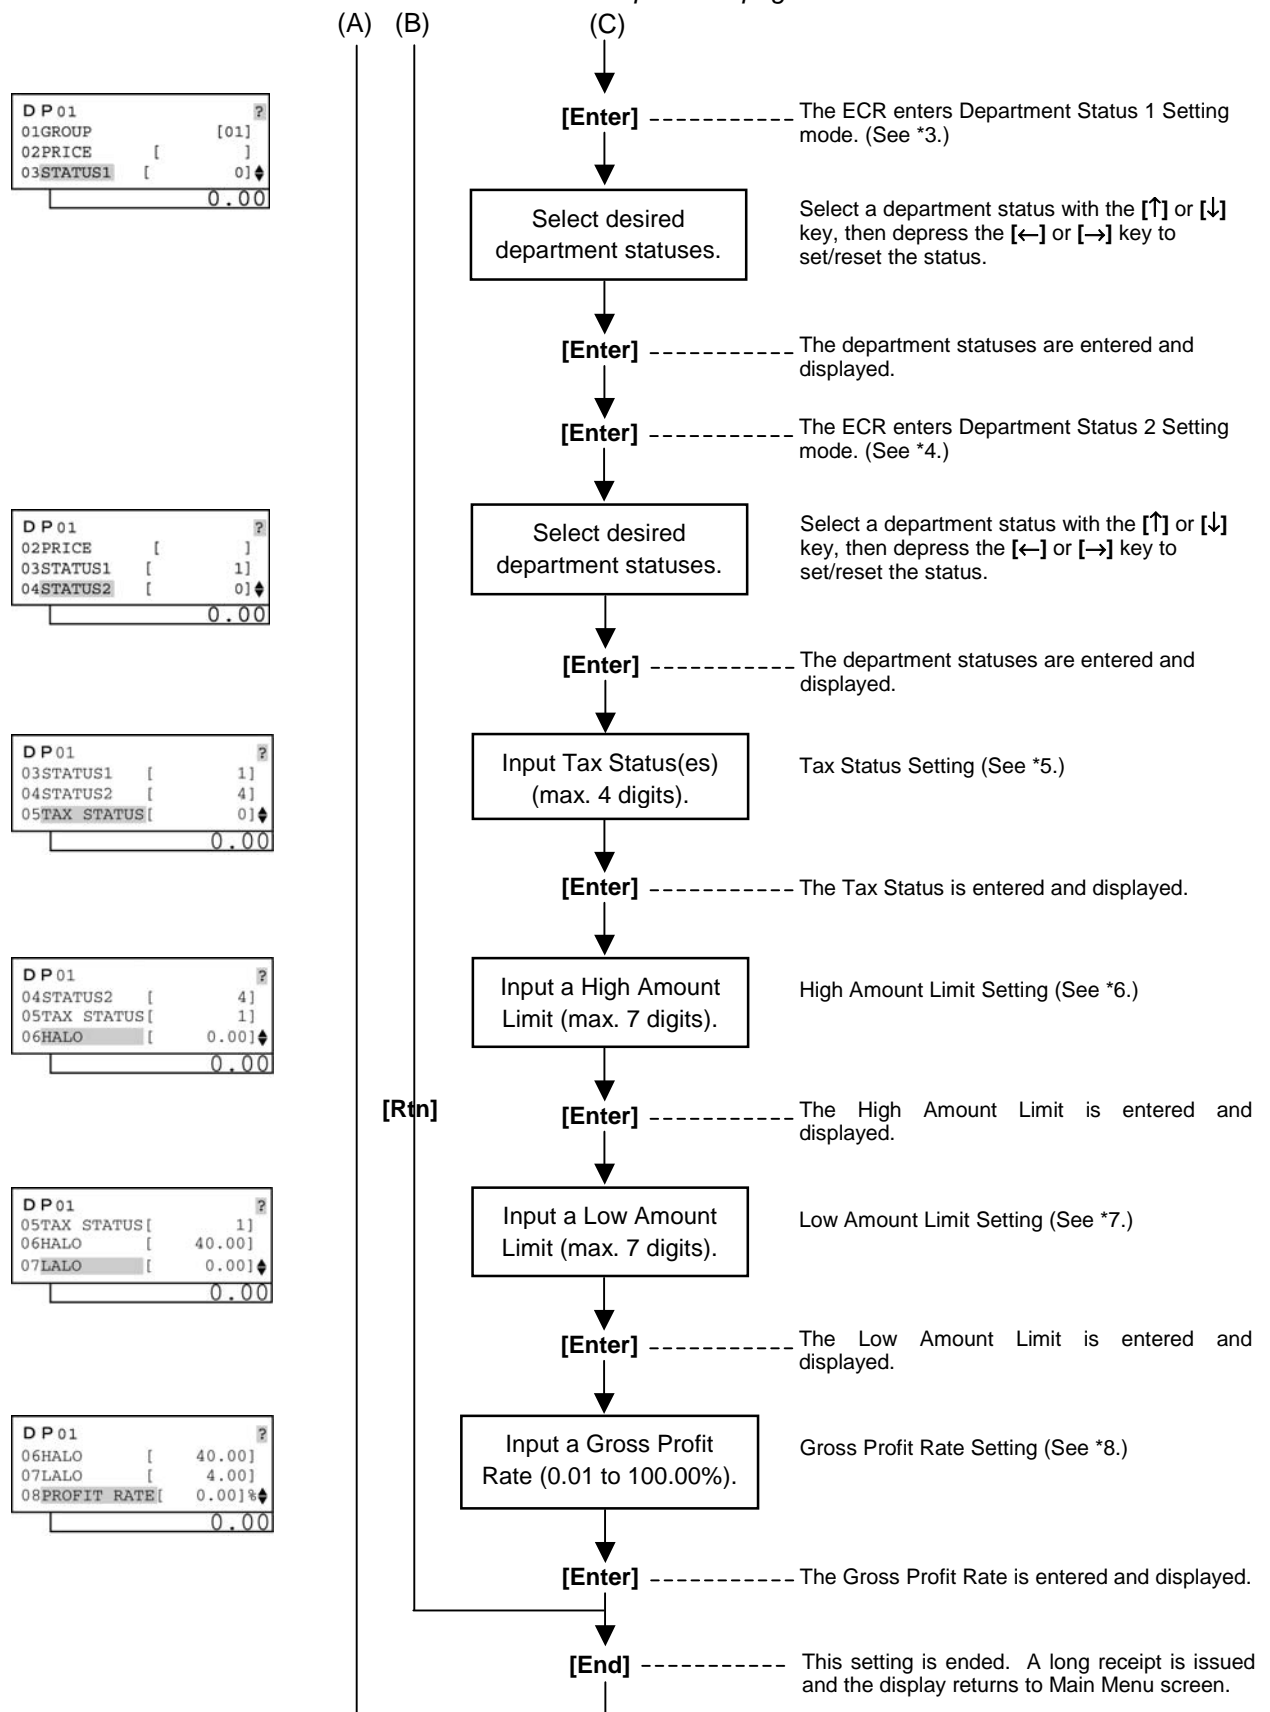 (A) (B) (C)
DP01 ?
01GROUP [01]
02PRICE [ ]
03STATUS1 [ 0]
0.00
[Enter] ----------- The ECR enters Department Status 1 Setting
mode. (See *3.)
Select desired
department statuses.
Select a department status with the [↑] or [↓]
key, then depress the [←] or [→] key to
set/reset the status.
[Enter] ----------- The department statuses are entered and
displayed.
[Enter] ----------- The ECR enters Department Status 2 Setting
mode. (See *4.)
DP01 ?
02PRICE [ ]
03STATUS1 [ 1]
04STATUS2 [ 0]
0.00
Select desired
department statuses.
Select a department status with the [↑] or [↓]
key, then depress the [←] or [→] key to
set/reset the status.
[Enter] ----------- The department statuses are entered and
displayed.
DP01 ?
03STATUS1 [ 1]
04STATUS2 [ 4]
05TAX STATUS[ 0]
0.00
Input Tax Status(es)
(max. 4 digits).
Tax Status Setting (See *5.)
[Enter] ----------- The Tax Status is entered and displayed.
DP01 ?
04STATUS2 [ 4]
05TAX STATUS[ 1]
06HALO [ 0.00]
0.00
Input a High Amount
Limit (max. 7 digits).
High Amount Limit Setting (See *6.)
[Rtn]
[Enter] ----------- The High Amount Limit is entered and
displayed.
DP01 ?
05TAX STATUS[ 1]
06HALO [ 40.00]
07LALO [ 0.00]
0.00
Input a Low Amount
Limit (max. 7 digits).
Low Amount Limit Setting (See *7.)
[Enter] ----------- The Low Amount Limit is entered and
displayed.
DP01 ?
06HALO [ 40.00]
07LALO [ 4.00]
08PROFIT RATE[ 0.00]%
0.00
Input a Gross Profit
Rate (0.01 to 100.00%).
Gross Profit Rate Setting (See *8.)
[Enter] ----------- The Gross Profit Rate is entered and displayed.
[End] ----------- This setting is ended. A long receipt is issued
and the display returns to Main Menu screen.